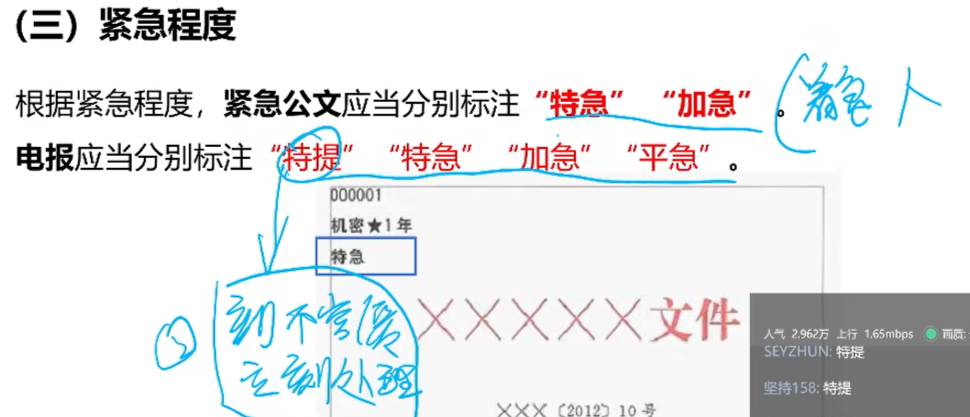 （三）紧急程度
根据紧急程度，紧急公文应当分别标注“特急”“加急”。
电报应当分别标注“特提”“特急”“加急”“平急”。
000001
机密★1年
特急
×××××文件
×××〔2012〕10号
刻不容缓
立刻处理
人气 2.962万 上行 1.65mbps 画质:
SEYZHUN: 特提
坚持158: 特提